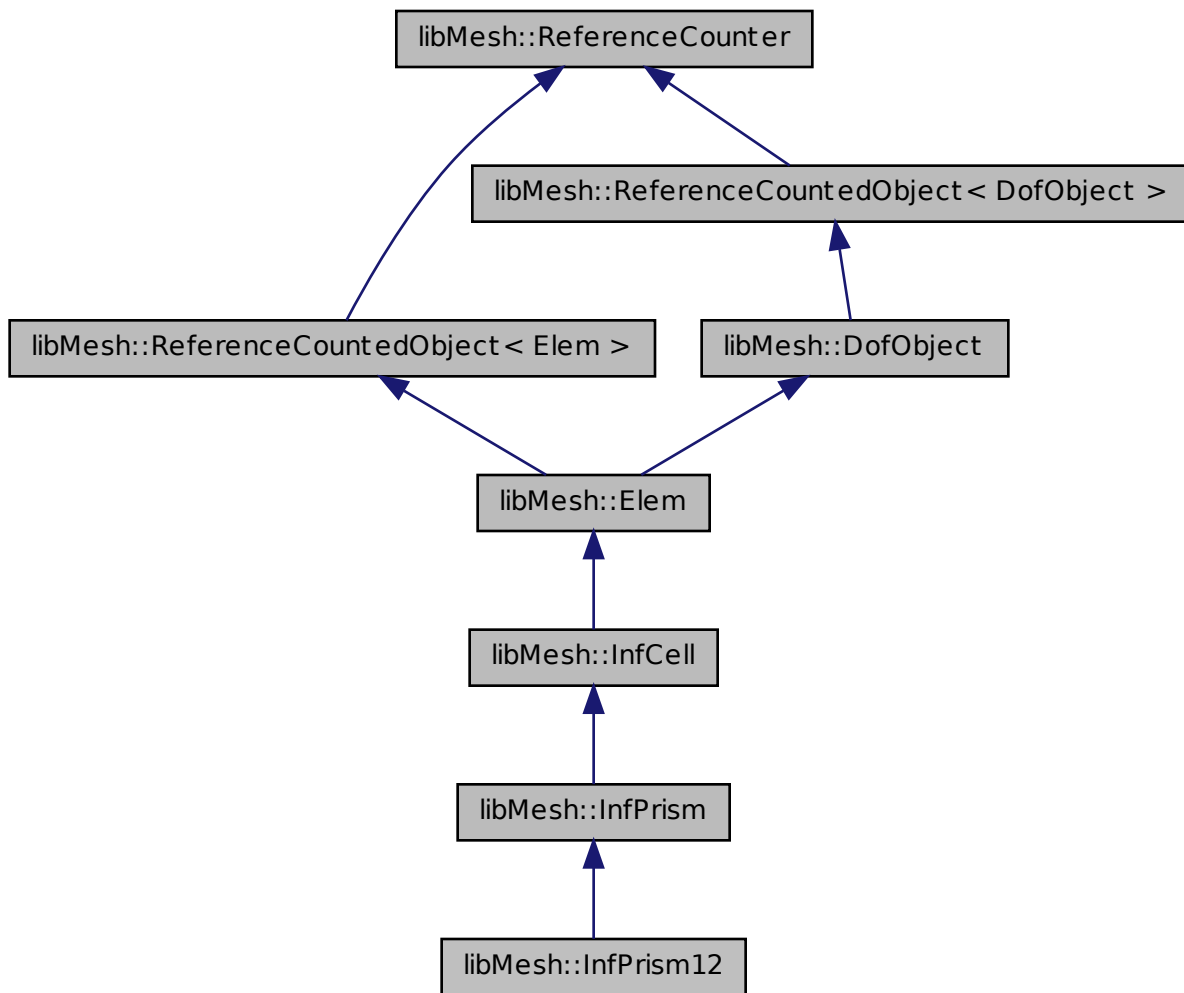 libMesh::ReferenceCounter
libMesh::ReferenceCountedObject< DofObject >
libMesh::ReferenceCountedObject< Elem >
libMesh::DofObject
libMesh::Elem
libMesh::InfCell
libMesh::InfPrism
libMesh::InfPrism12